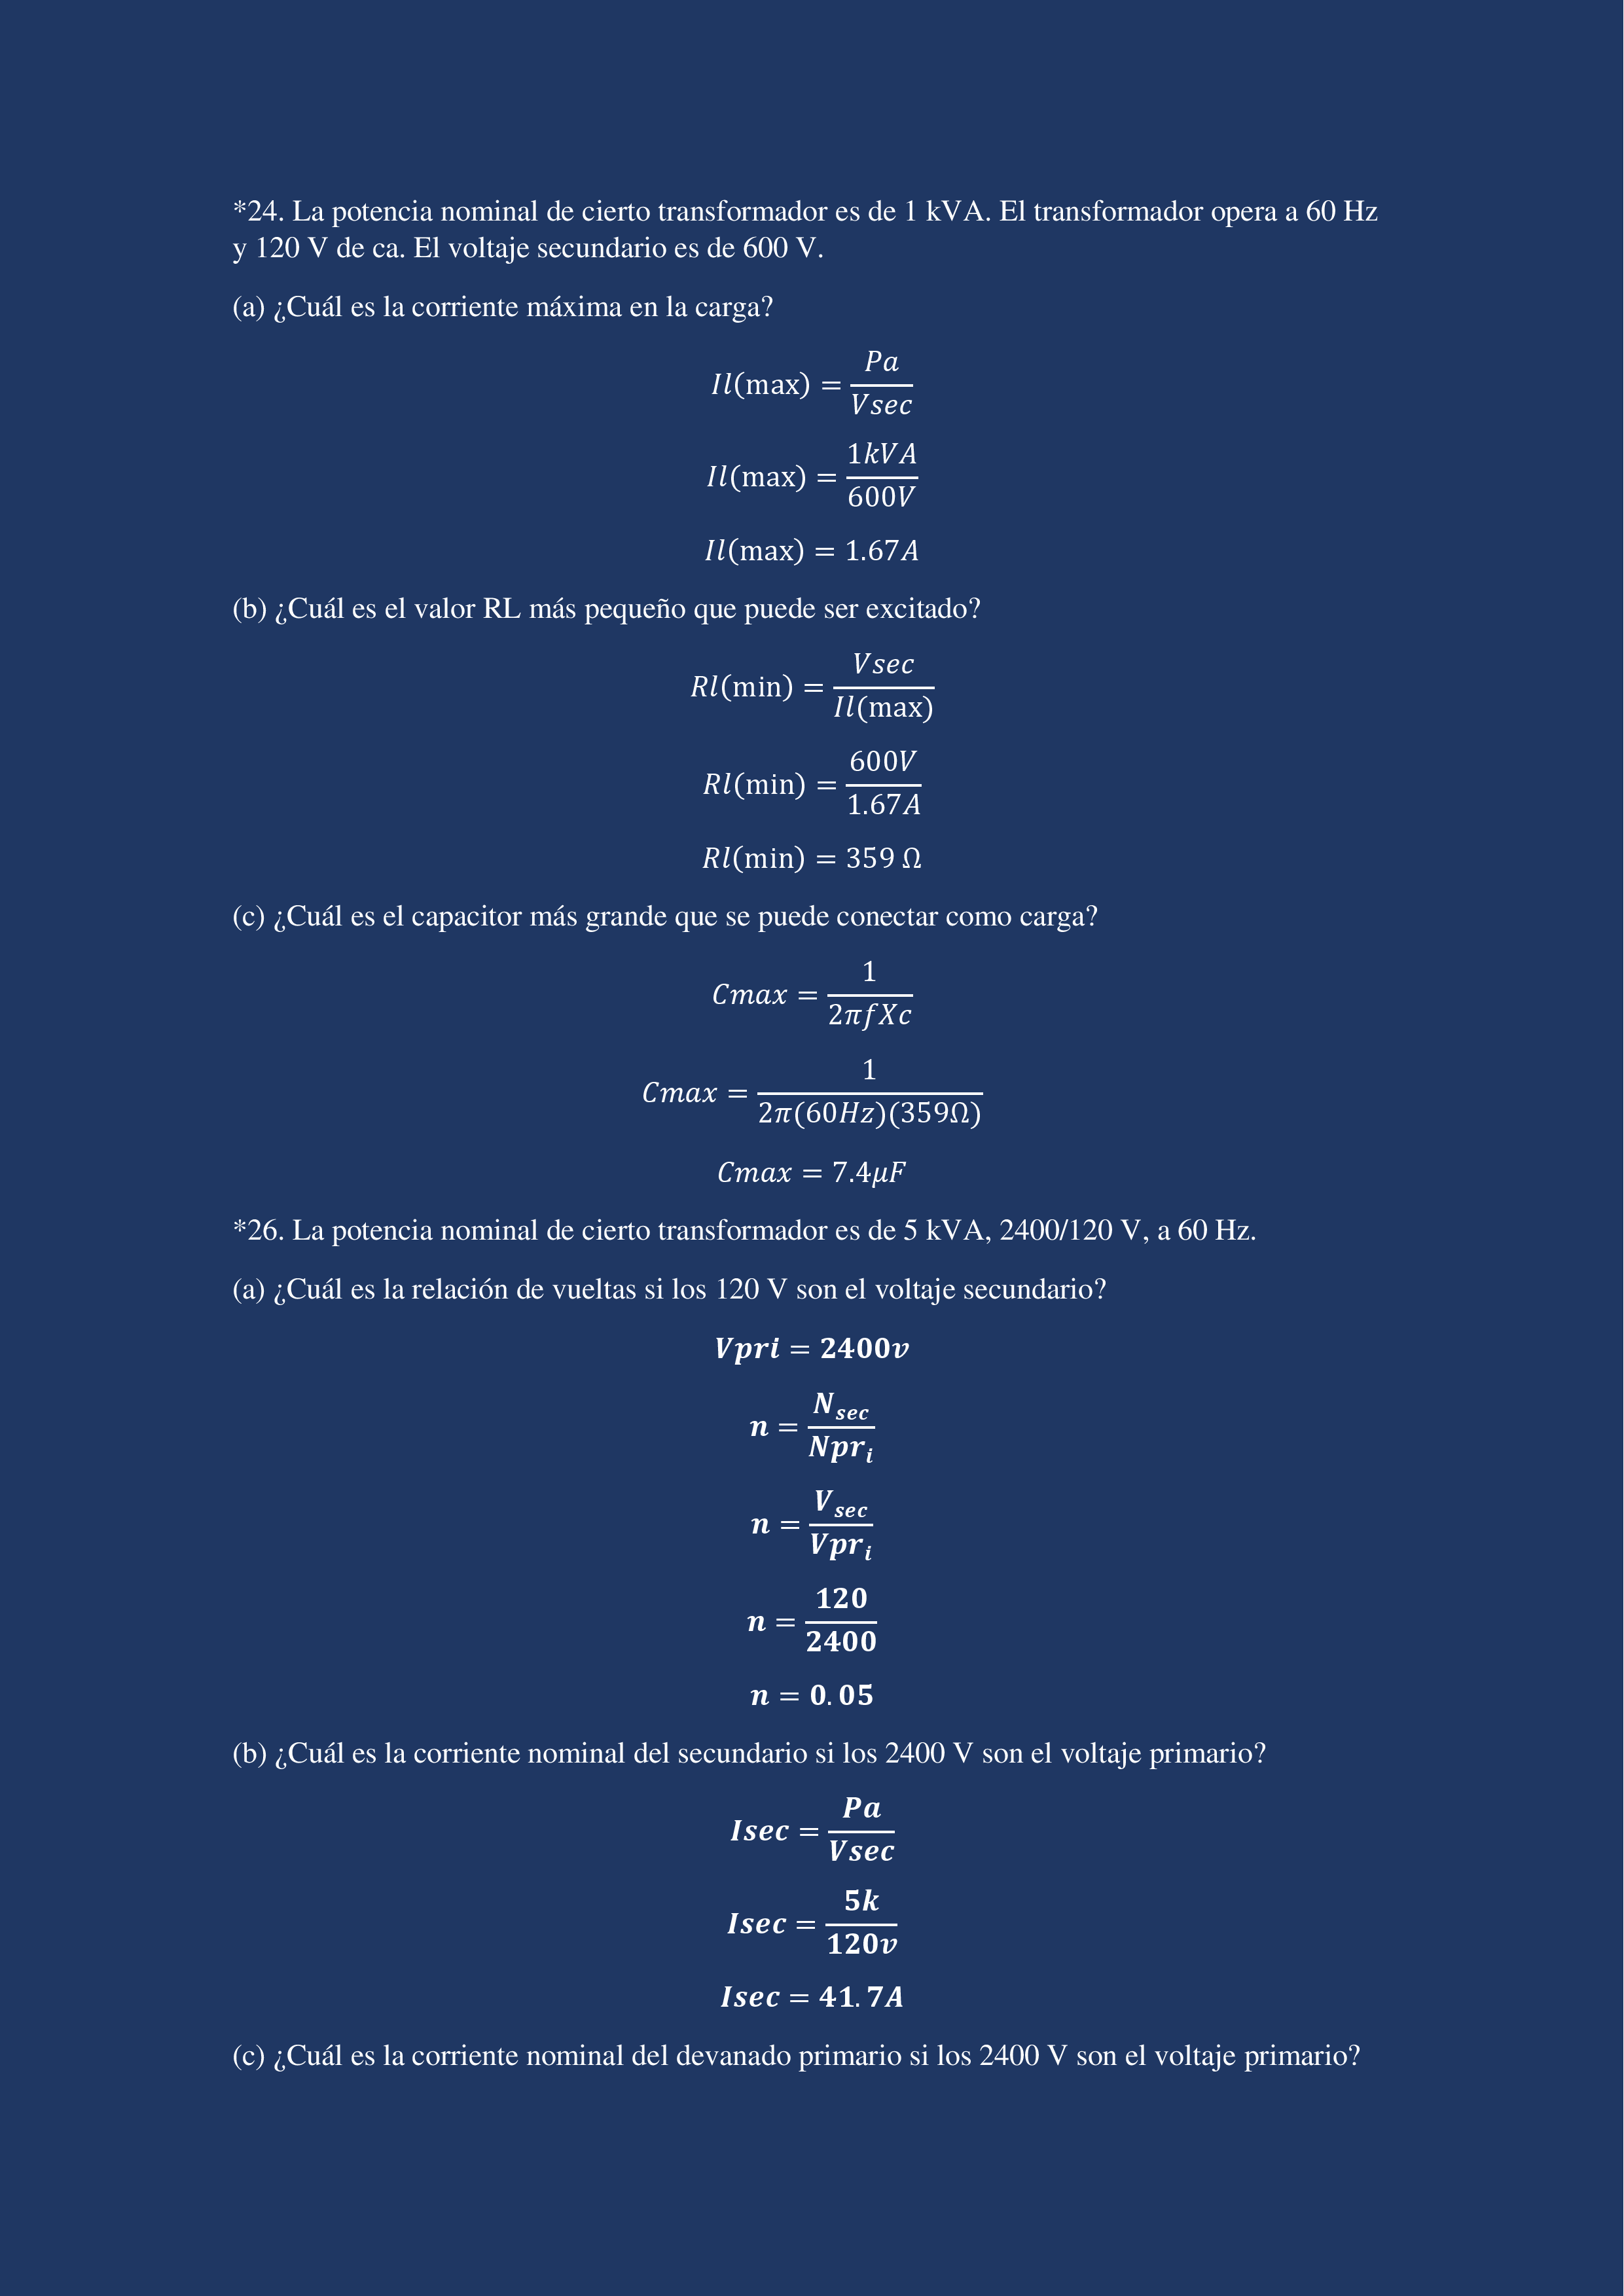 *24. La potencia nominal de cierto transformador es de 1 kVA. El transformador opera a 60 Hz
y 120 V de ca. El voltaje secundario es de 600 V.
(a) ¿Cuál es la corriente máxima en la carga?
Il(max) = Pa / Vsec
Il(max) = 1kVA / 600V
Il(max) = 1.67A
(b) ¿Cuál es el valor RL más pequeño que puede ser excitado?
Rl(min) = Vsec / Il(max)
Rl(min) = 600V / 1.67A
Rl(min) = 359 Ω
(c) ¿Cuál es el capacitor más grande que se puede conectar como carga?
Cmax = 1 / 2πfXc
Cmax = 1 / 2π(60Hz)(359Ω)
Cmax = 7.4μF
*26. La potencia nominal de cierto transformador es de 5 kVA, 2400/120 V, a 60 Hz.
(a) ¿Cuál es la relación de vueltas si los 120 V son el voltaje secundario?
Vpri = 2400v
n = N_sec / Npr_i
n = V_sec / Vpr_i
n = 120 / 2400
n = 0.05
(b) ¿Cuál es la corriente nominal del secundario si los 2400 V son el voltaje primario?
Isec = Pa / Vsec
Isec = 5k / 120v
Isec = 41.7A
(c) ¿Cuál es la corriente nominal del devanado primario si los 2400 V son el voltaje primario?